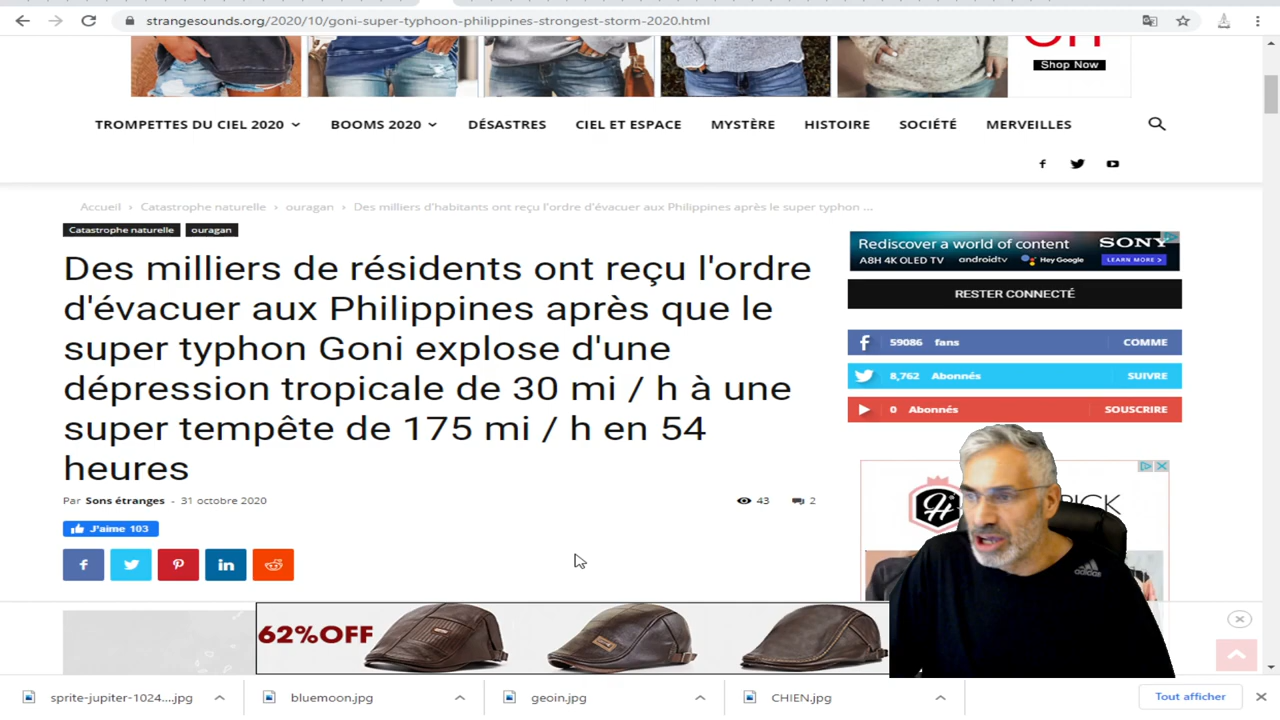 strangesounds.org/2020/10/goni-super-typhoon-philippines-strongest-storm-2020.html
Shop Now
TROMPETTES DU CIEL 2020
BOOMS 2020
DÉSASTRES
CIEL ET ESPACE
MYSTÈRE
HISTOIRE
SOCIÉTÉ
MERVEILLES
Accueil › Catastrophe naturelle › ouragan › Des milliers d'habitants ont reçu l'ordre d'évacuer aux Philippines après le super typhon ...
Catastrophe naturelle
ouragan
Des milliers de résidents ont reçu l'ordre
d'évacuer aux Philippines après que le
super typhon Goni explose d'une
dépression tropicale de 30 mi / h à une
super tempête de 175 mi / h en 54
heures
Par Sons étranges - 31 octobre 2020
43
2
J'aime 103
Rediscover a world of content
SONY
A8H 4K OLED TV
androidtv
Hey Google
LEARN MORE >
RESTER CONNECTÉ
59086 fans
COMME
8,762 Abonnés
SUIVRE
0 Abonnés
SOUSCRIRE
62%OFF
sprite-jupiter-1024....jpg
bluemoon.jpg
geoin.jpg
CHIEN.jpg
Tout afficher